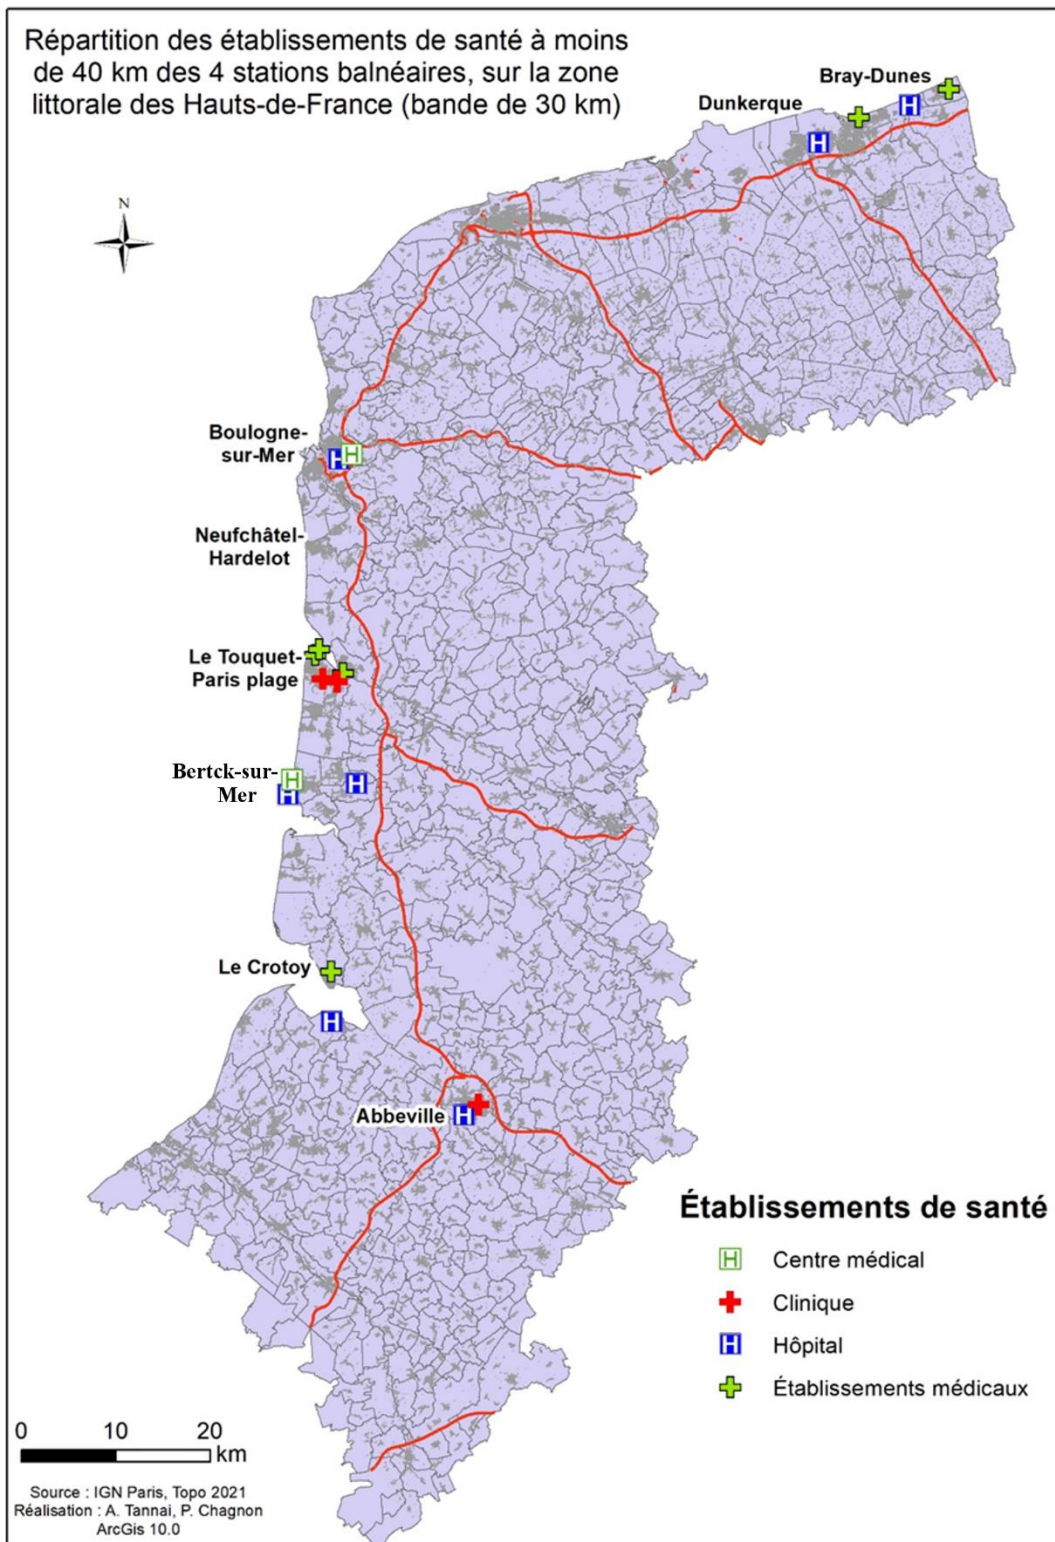 Répartition des établissements de santé à moins
de 40 km des 4 stations balnéaires, sur la zone
littorale des Hauts-de-France (bande de 30 km)
Bray-Dunes
Dunkerque
N
Boulogne-
sur-Mer
H H
Neufchâtel-
Hardelot
Le Touquet-
Paris plage
Bertck-sur-
Mer
H
H
H
Le Crotoy
H
Abbeville
H
H
H
Établissements de santé
H Centre médical
Clinique
H Hôpital
Établissements médicaux
0 10 20
km
Source : IGN Paris, Topo 2021
Réalisation : A. Tannai, P. Chagnon
ArcGis 10.0